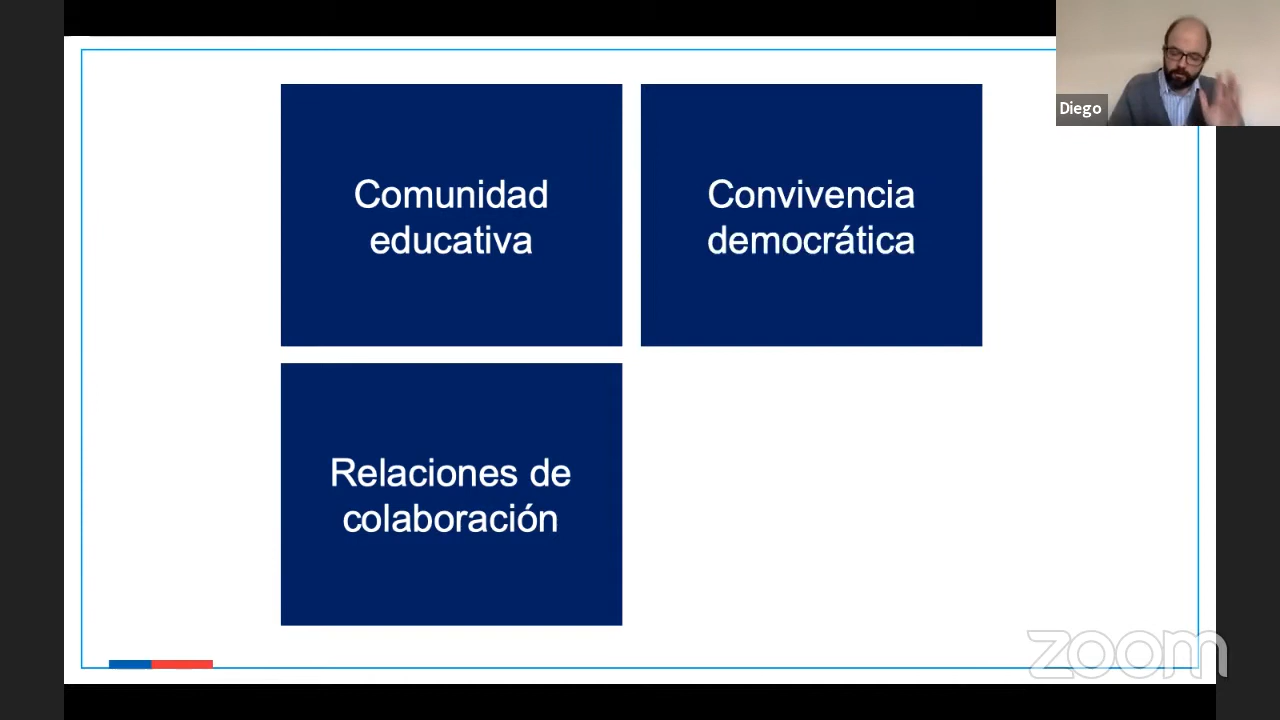 Diego
Comunidad
educativa
Convivencia
democrática
Relaciones de
colaboración
zoom